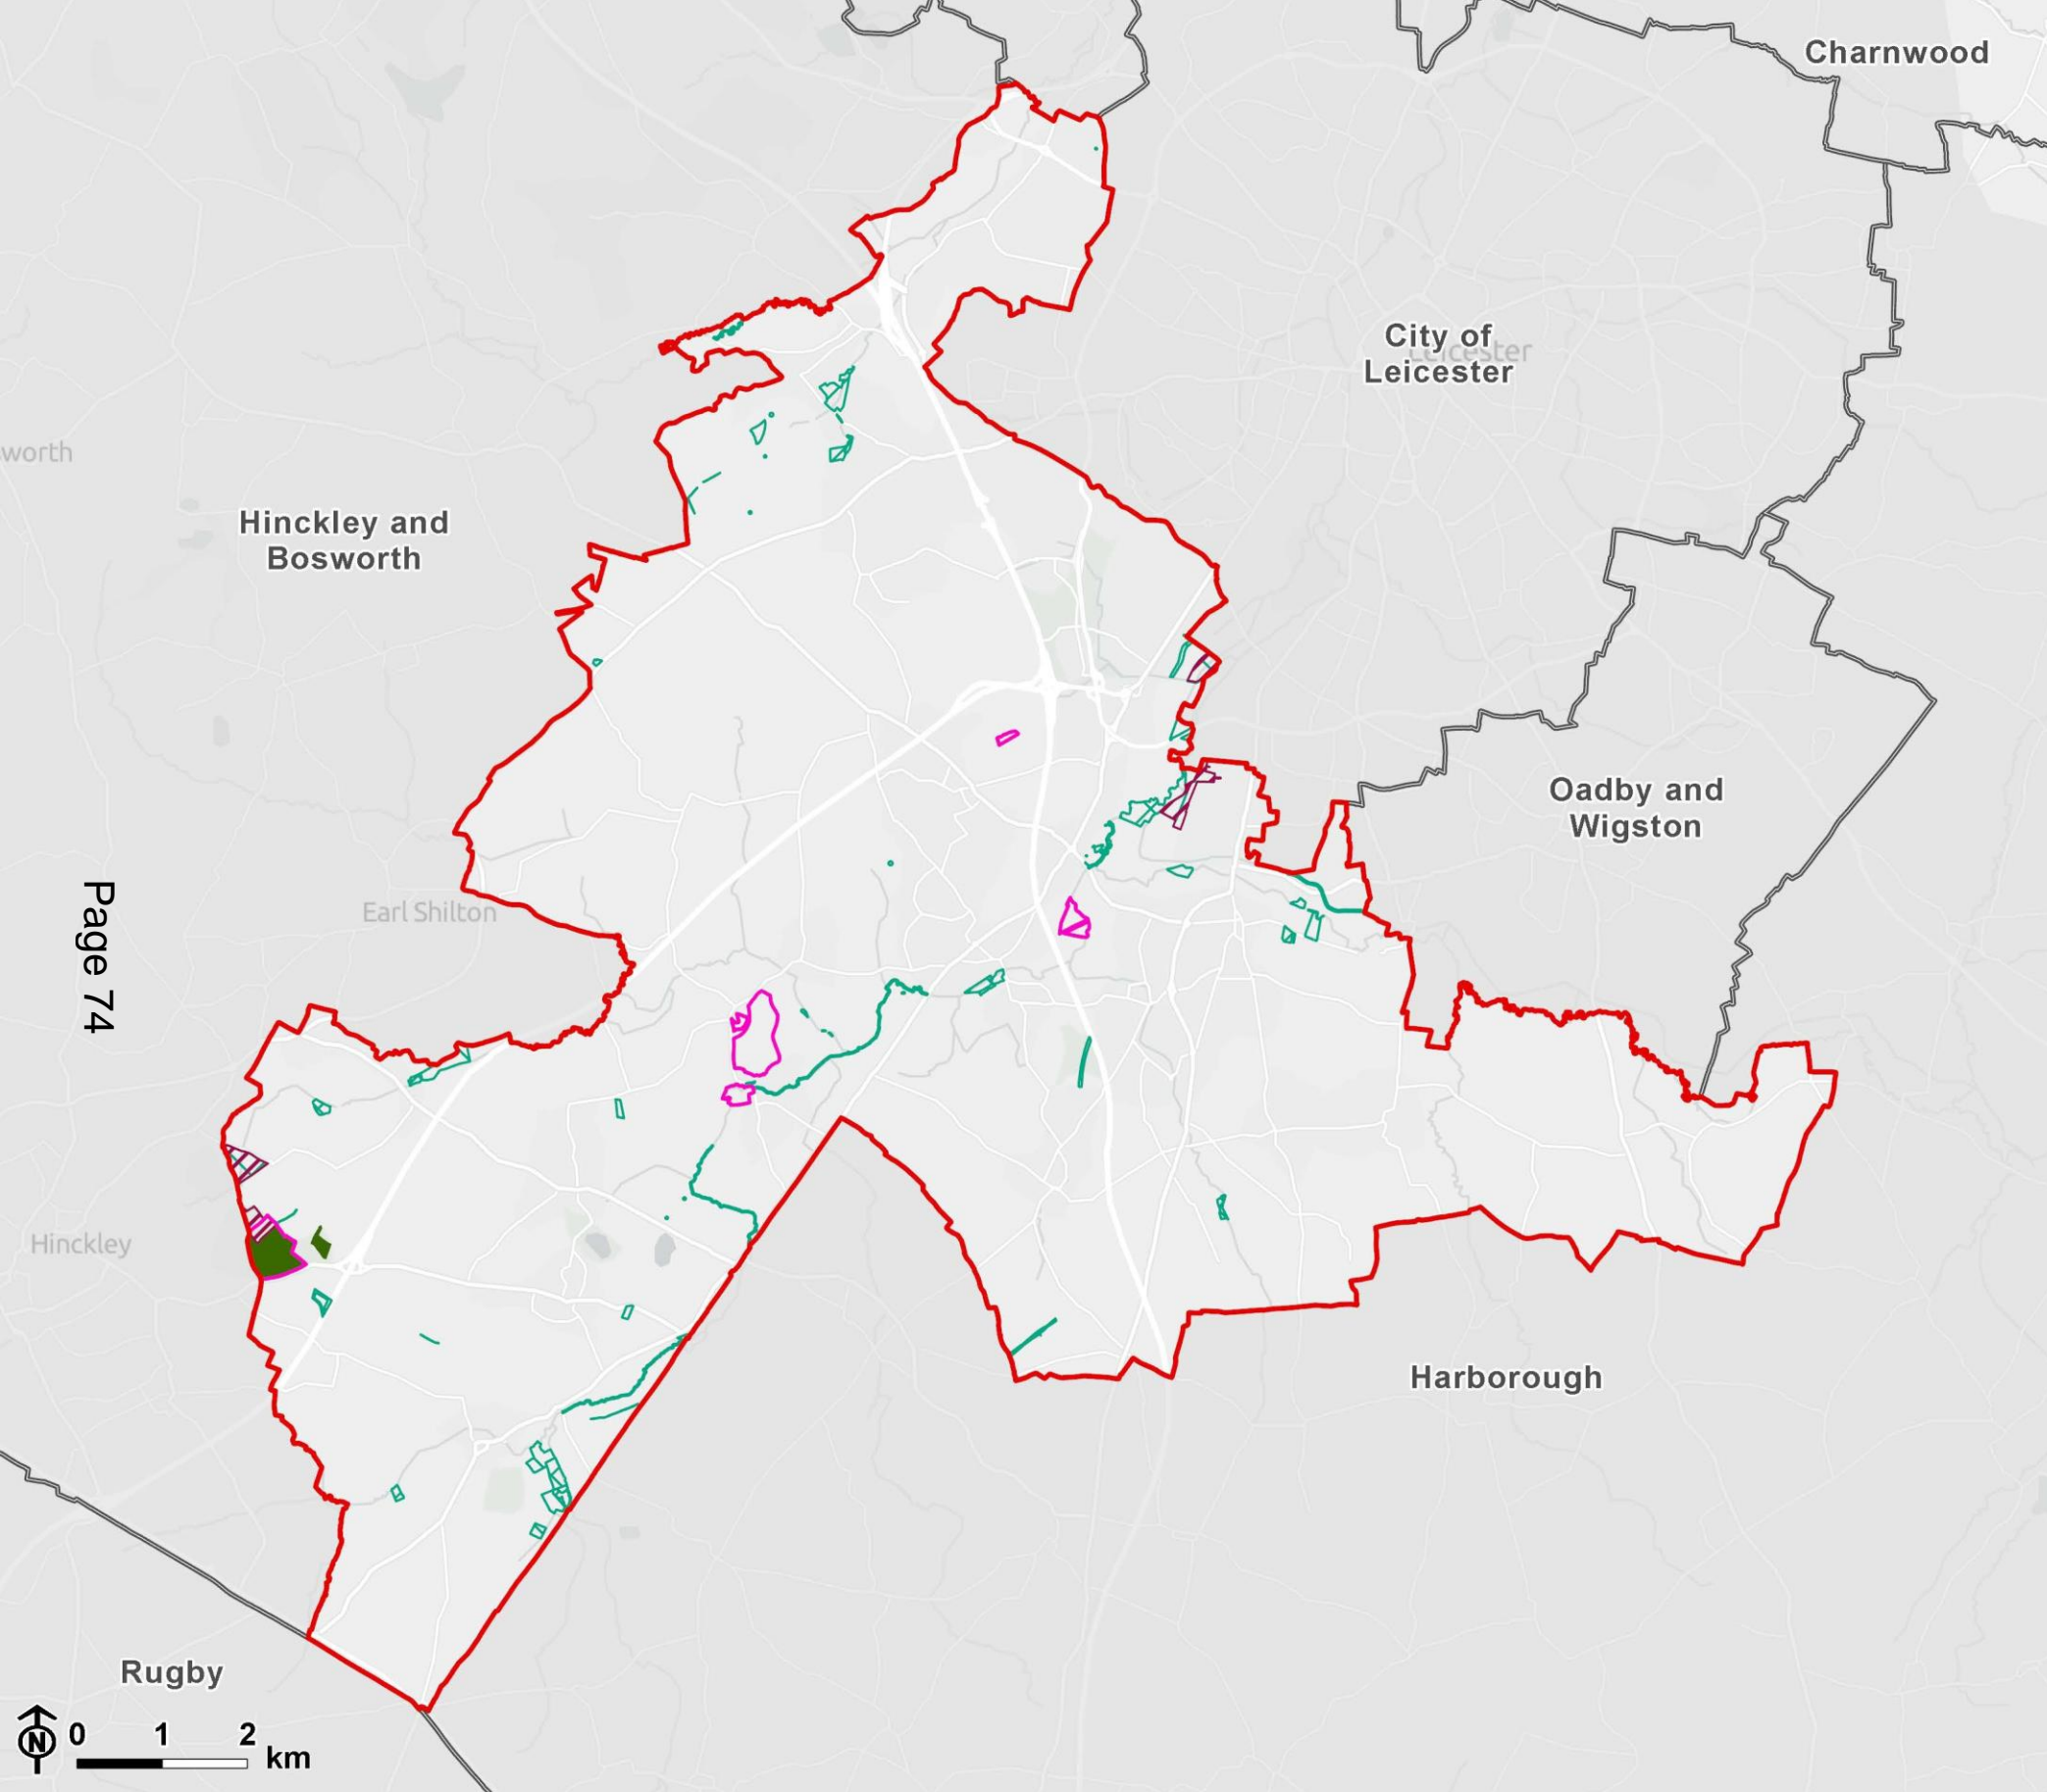 Charnwood
City of
Leicester
Leicester
worth
Hinckley and
Bosworth
Oadby and
Wigston
Earl Shilton
Page 74
Hinckley
Harborough
Rugby
N
0 1 2
km